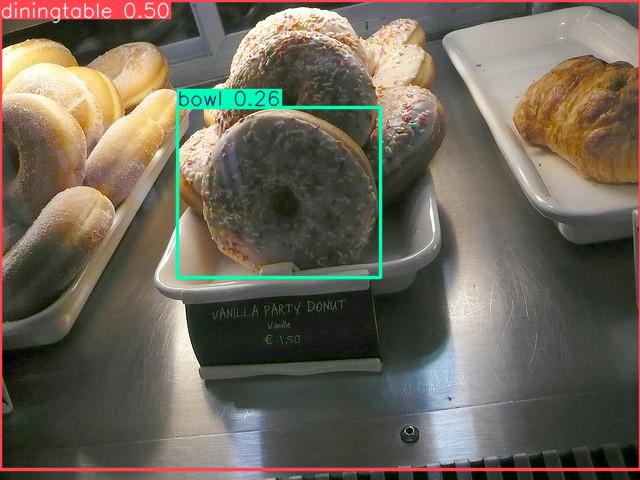 diningtable 0.50
bowl 0.26
VANILLA PARTY DONUT
Vanille
€ 1,50